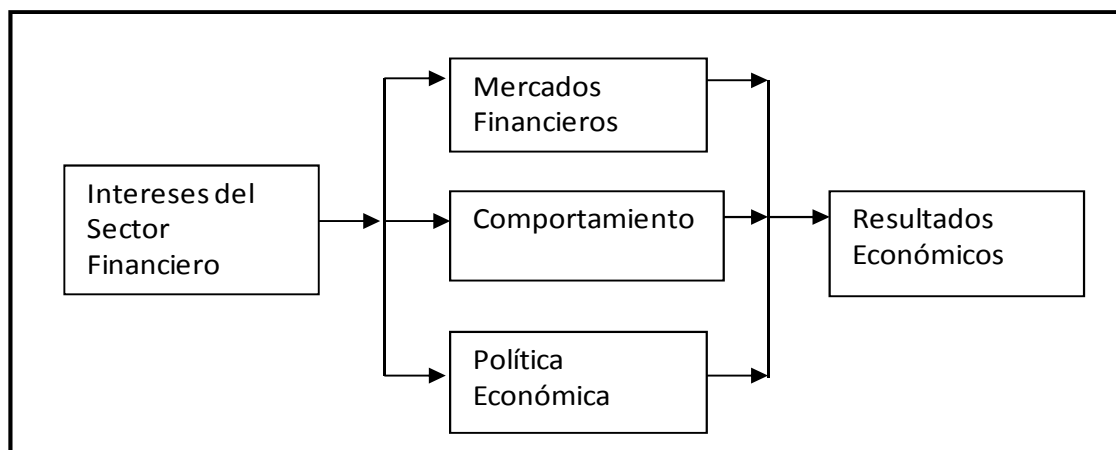 Mercados
Financieros
Intereses del
Sector
Financiero
Comportamiento
Resultados
Económicos
Política
Económica